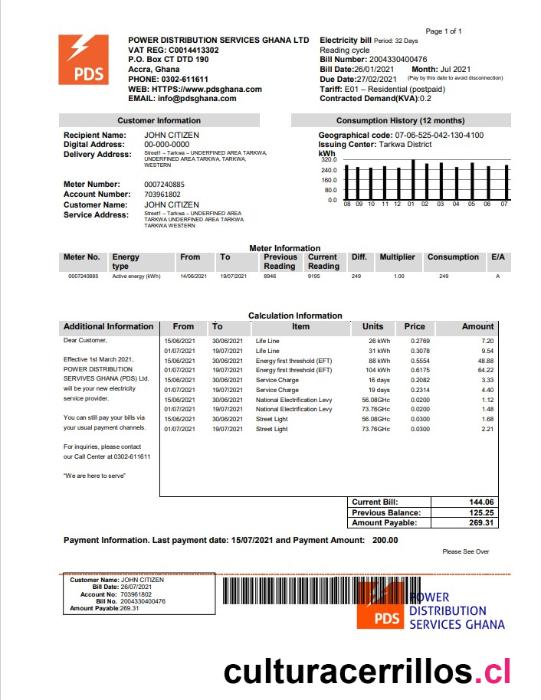 Page 1 of 1
PDS
POWER DISTRIBUTION SERVICES GHANA LTD
VAT REG: C0014413302
P.O. Box CT DTD 190
Accra, Ghana
PHONE: 0302-611611
WEB: HTTPS://www.pdsghana.com
EMAIL: info@pdsghana.com
Electricity bill Period: 32 Days
Reading cycle
Bill Number: 2004330400476
Bill Date:26/01/2021 Month: Jul 2021
Due Date:27/02/2021 (Pay by this date to avoid disconnection)
Tariff: E01 – Residential (postpaid)
Contracted Demand(KVA):0.2
Customer Information
Recipient Name: JOHN CITIZEN
Digital Address: 00-000-0000
Delivery Address: Street1 – Tarkwa – UNDEFINED AREA TARKWA,
UNDEFINED AREA TARKWA, TARKWA,
WESTERN
Meter Number: 0007240885
Account Number: 703961802
Customer Name: JOHN CITIZEN
Service Address: Street1 – Tarkwa UNDEFINED AREA
TARKWA UNDEFINED AREA
TARKWA WESTERN
Consumption History (12 months)
Geographical code: 07-06-525-042-130-4100
Issuing Center: Tarkwa District
kWh
320.0
240.0
160.0
80.0
0.0
08 09 10 11 12 01 02 03 04 05 06 07
Meter Information
Meter No. Energy type From To Previous Reading Current Reading Diff. Multiplier Consumption E/A
0007240885 Active energy (kWh) 14/06/2021 19/07/2021 8946 9195 249 1.00 249 A
Calculation Information
Additional Information From To Item Units Price Amount
Dear Customer,
Effective 1st March 2021,
POWER DISTRIBUTION
SERVIVES GHANA (PDS) Ltd.
will be your new electricity
service provider.
You can still pay your bills via
your usual payment channels.
For inquiries, please contact
our Call Center at 0302-611611
"We are here to serve"
15/06/2021 30/06/2021 Life Line 26 kWh 0.2769 7.20
01/07/2021 19/07/2021 Life Line 31 kWh 0.3078 9.54
15/06/2021 30/06/2021 Energy first threshold (EFT) 88 kWh 0.5554 48.88
01/07/2021 19/07/2021 Energy first threshold (EFT) 104 kWh 0.6175 64.22
15/06/2021 30/06/2021 Service Charge 16 days 0.2082 3.33
01/07/2021 19/07/2021 Service Charge 19 days 0.2314 4.40
15/06/2021 30/06/2021 National Electrification Levy 56.08GHc 0.0200 1.12
01/07/2021 19/07/2021 National Electrification Levy 73.76GHc 0.0200 1.48
15/06/2021 30/06/2021 Street Light 56.08GHc 0.0300 1.68
01/07/2021 19/07/2021 Street Light 73.76GHc 0.0300 2.21
Current Bill: 144.06
Previous Balance: 125.25
Amount Payable: 269.31
Payment Information. Last payment date: 15/07/2021 and Payment Amount: 200.00
Please See Over
Customer Name: JOHN CITIZEN
Bill Date: 26/07/2021
Account No: 703961802
Bill No. 2004330400476
Amount Payable:269.31
PDS
POWER
DISTRIBUTION
SERVICES GHANA
culturacerrillos.cl